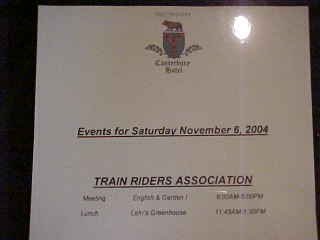 Canterbury
Hotel
Events for Saturday November 6, 2004
TRAIN RIDERS ASSOCIATION
Meeting English & Garden I 9:00AM-5:00PM
Lunch Lehr's Greenhouse 11:45AM-1:30PM